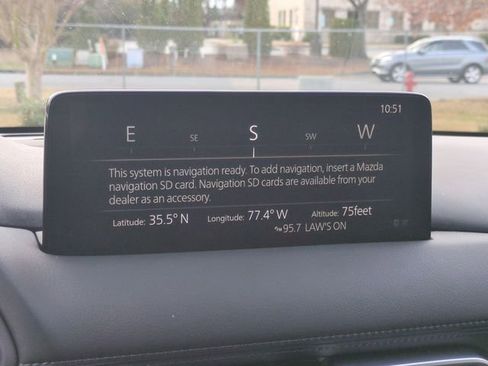 10:51
E SE S SW W
This system is navigation ready. To add navigation, insert a Mazda
navigation SD card. Navigation SD cards are available from your
dealer as an accessory.
Latitude: 35.5° N Longitude: 77.4° W Altitude: 75feet
95.7 LAW'S ON